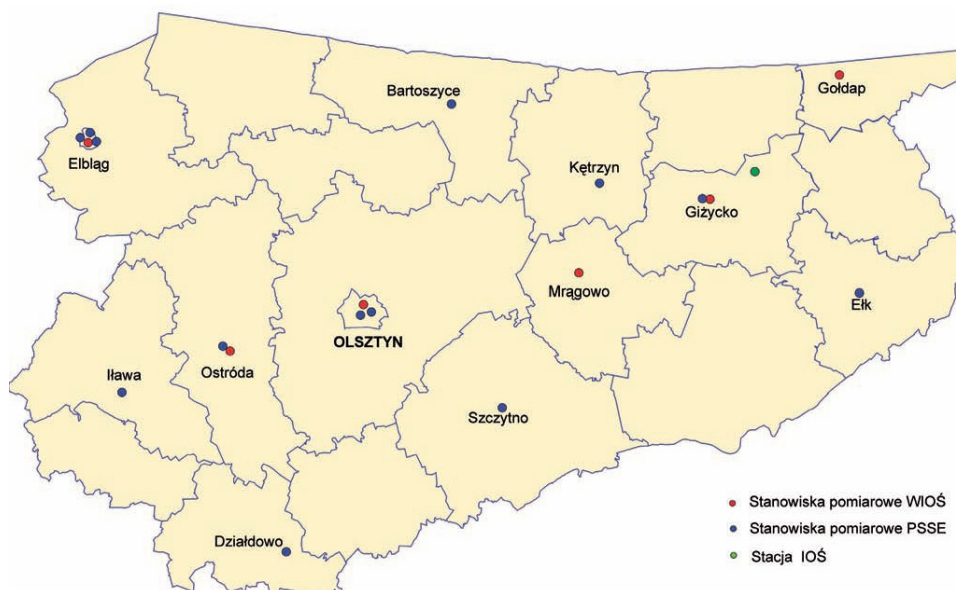 Gołdap
Bartoszyce
Elbląg
Kętrzyn
Giżycko
Mrągowo
Ełk
OLSZTYN
Ostróda
Iława
Szczytno
Działdowo
Stanowiska pomiarowe WIOŚ
Stanowiska pomiarowe PSSE
Stacja IOŚ